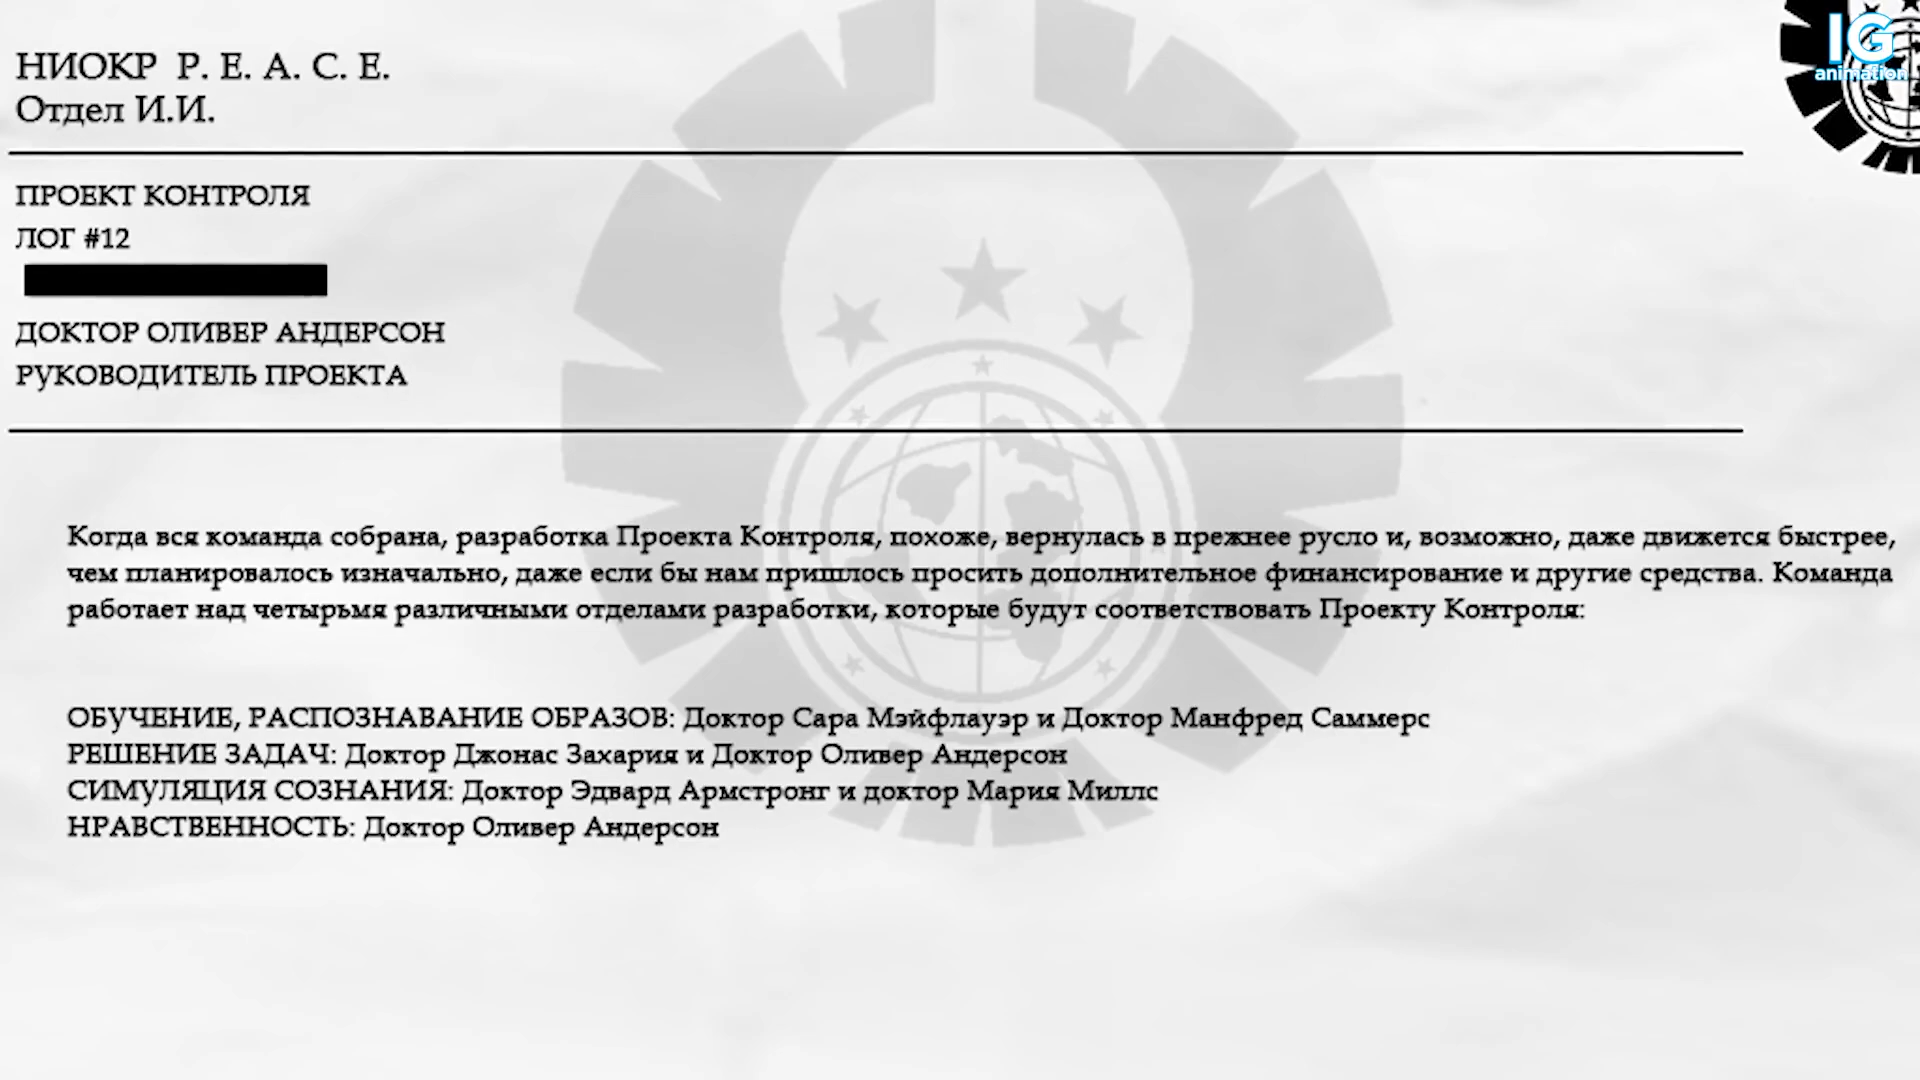 НИОКР Р. Е. А. С. Е.
Отдел И.И.
IG
animation
ПРОЕКТ КОНТРОЛЯ
ЛОГ #12
ДОКТОР ОЛИВЕР АНДЕРСОН
РУКОВОДИТЕЛЬ ПРОЕКТА
Когда вся команда собрана, разработка Проекта Контроля, похоже, вернулась в прежнее русло и, возможно, даже движется быстрее,
чем планировалось изначально, даже если бы нам пришлось просить дополнительное финансирование и другие средства. Команда
работает над четырьмя различными отделами разработки, которые будут соответствовать Проекту Контроля:
ОБУЧЕНИЕ, РАСПОЗНАВАНИЕ ОБРАЗОВ: Доктор Сара Мэйфлауэр и Доктор Манфред Саммерс
РЕШЕНИЕ ЗАДАЧ: Доктор Джонас Захария и Доктор Оливер Андерсон
СИМУЛЯЦИЯ СОЗНАНИЯ: Доктор Эдвард Армстронг и доктор Мария Миллс
НРАВСТВЕННОСТЬ: Доктор Оливер Андерсон